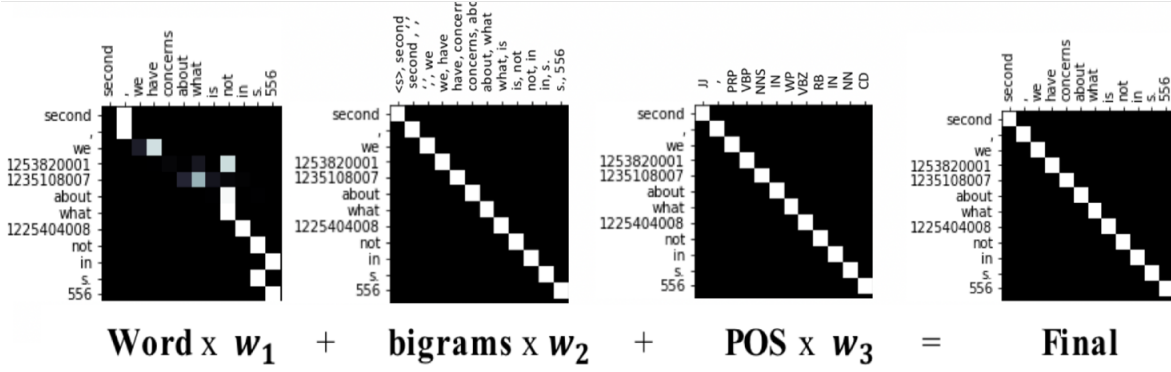 second
,
we
have
concerns
about
what
is
not
in
s.
556
second
,
we
1253820001
1235108007
about
what
1225404008
not
in
s.
556
<s>, second
second , ,
, , we
we, have
have, concerr
concerns, abc
about, what
what, is
is, not
not, in
in, s.
s., 556
second
,
we
1253820001
1235108007
about
what
1225404008
not
in
s.
556
JJ
,
PRP
VBP
NNS
IN
WP
VBZ
RB
IN
NN
CD
second
,
we
1253820001
1235108007
about
what
1225404008
not
in
s.
556
second
,
we
have
concerns
about
what
is
not
in
s.
556
second
,
we
1253820001
1235108007
about
what
1225404008
not
in
s.
556
Word x w₁ + bigrams x w₂ + POS x w₃ = Final